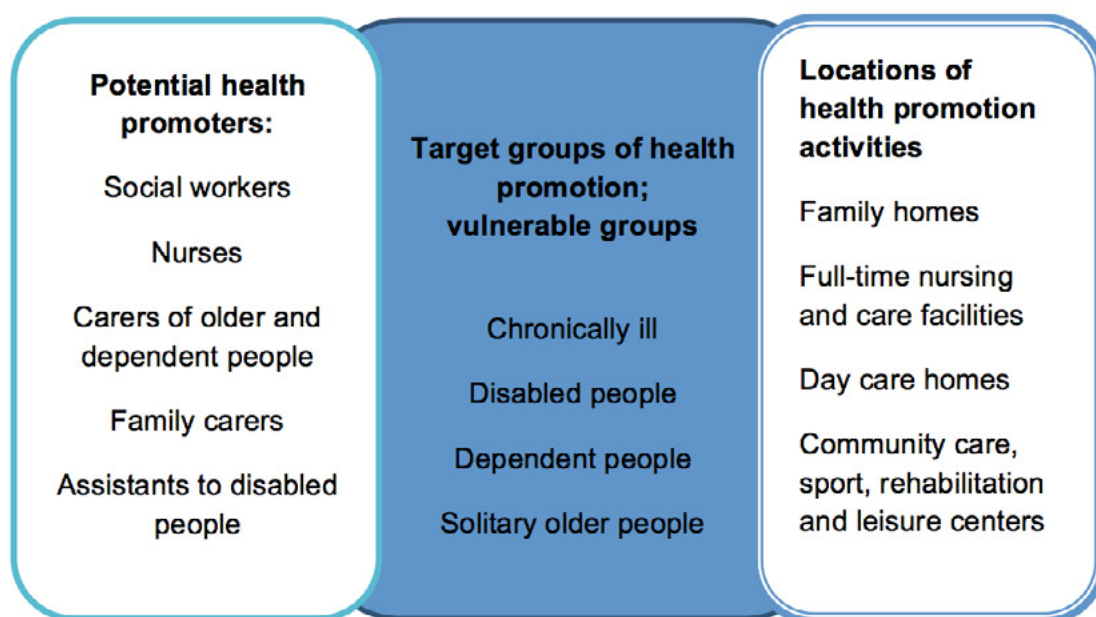 Potential health
promoters:
Social workers
Nurses
Carers of older and
dependent people
Family carers
Assistants to disabled
people
Target groups of health
promotion;
vulnerable groups
Chronically ill
Disabled people
Dependent people
Solitary older people
Locations of
health promotion
activities
Family homes
Full-time nursing
and care facilities
Day care homes
Community care,
sport, rehabilitation
and leisure centers